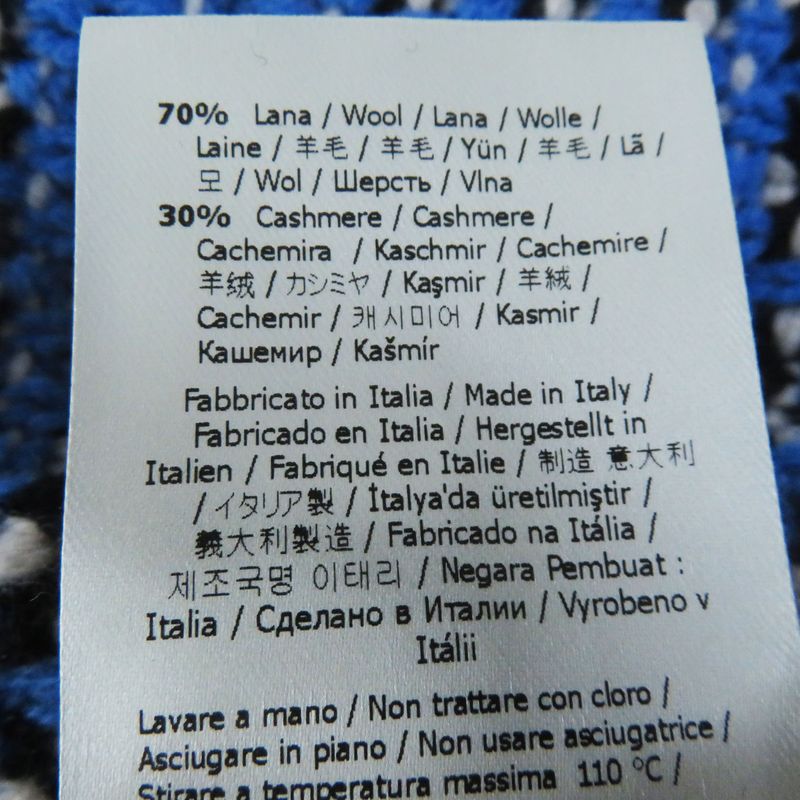 70% Lana / Wool / Lana / Wolle /
Laine / 羊毛 / 羊毛 / Yün / 羊毛 / Lã /
모 / Wol / Шерсть / Vlna
30% Cashmere / Cashmere /
Cachemira / Kaschmir / Cachemire /
羊绒 / カシミヤ / Kaşmir / 羊絨 /
Cachemir / 캐시미어 / Kasmir /
Кашемир / Kašmír
Fabbricato in Italia / Made in Italy /
Fabricado en Italia / Hergestellt in
Italien / Fabriqué en Italie / 制造 意大利
/ イタリア製 / İtalya'da üretilmiştir /
義大利製造 / Fabricado na Itália /
제조국명 이태리 / Negara Pembuat :
Italia / Сделано в Италии / Vyrobeno v
Itálii
Lavare a mano / Non trattare con cloro /
Asciugare in piano / Non usare asciugatrice /
Stirare a temperatura massima 110 °C /